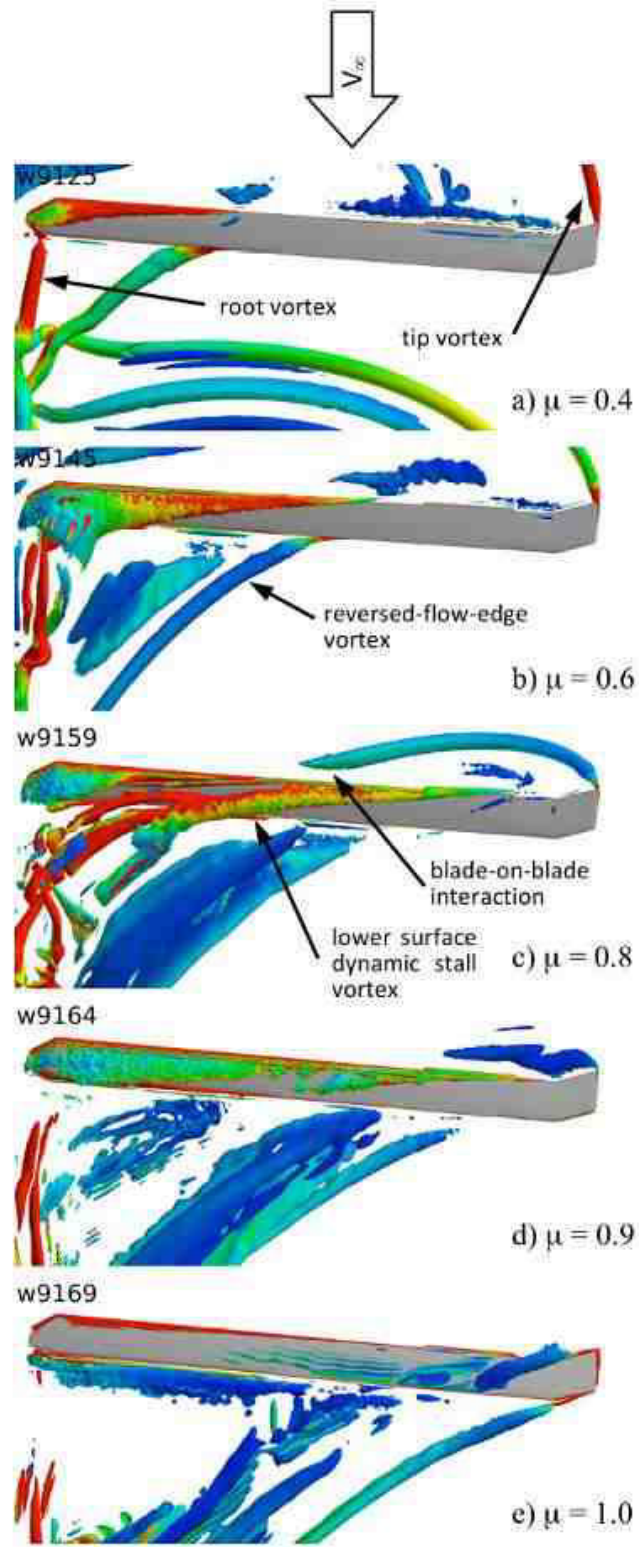 V∞
w9125
root vortex
tip vortex
a) μ = 0.4
w9145
reversed-flow-edge
vortex
b) μ = 0.6
w9159
blade-on-blade
interaction
lower surface
dynamic stall
vortex
c) μ = 0.8
w9164
d) μ = 0.9
w9169
e) μ = 1.0